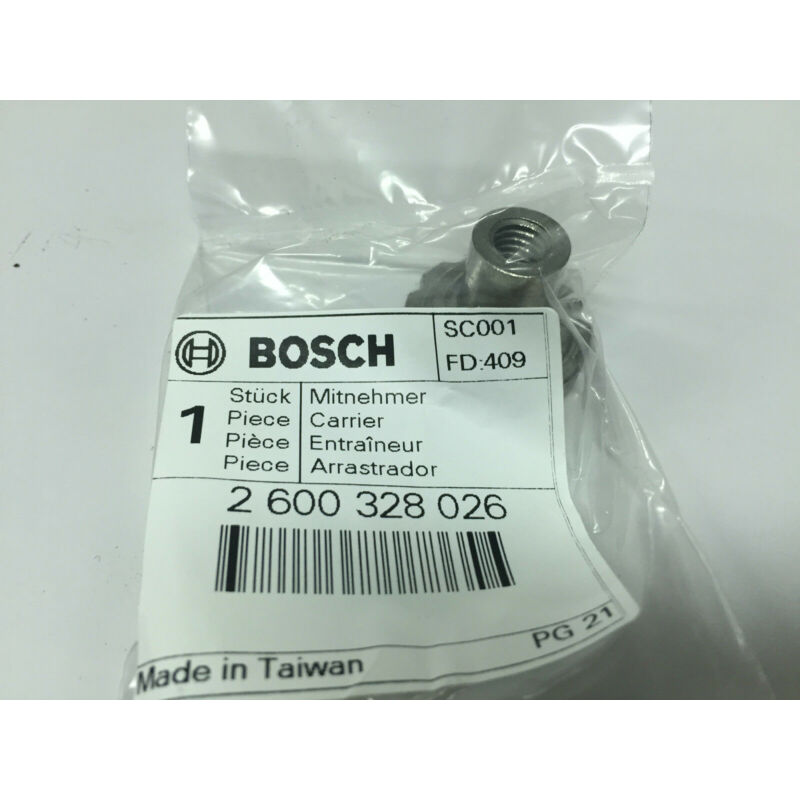 BOSCH
SC001
FD:409
1
Stück Mitnehmer
Piece Carrier
Pièce Entraîneur
Piece Arrastrador
2 600 328 026
PG 21
Made in Taiwan